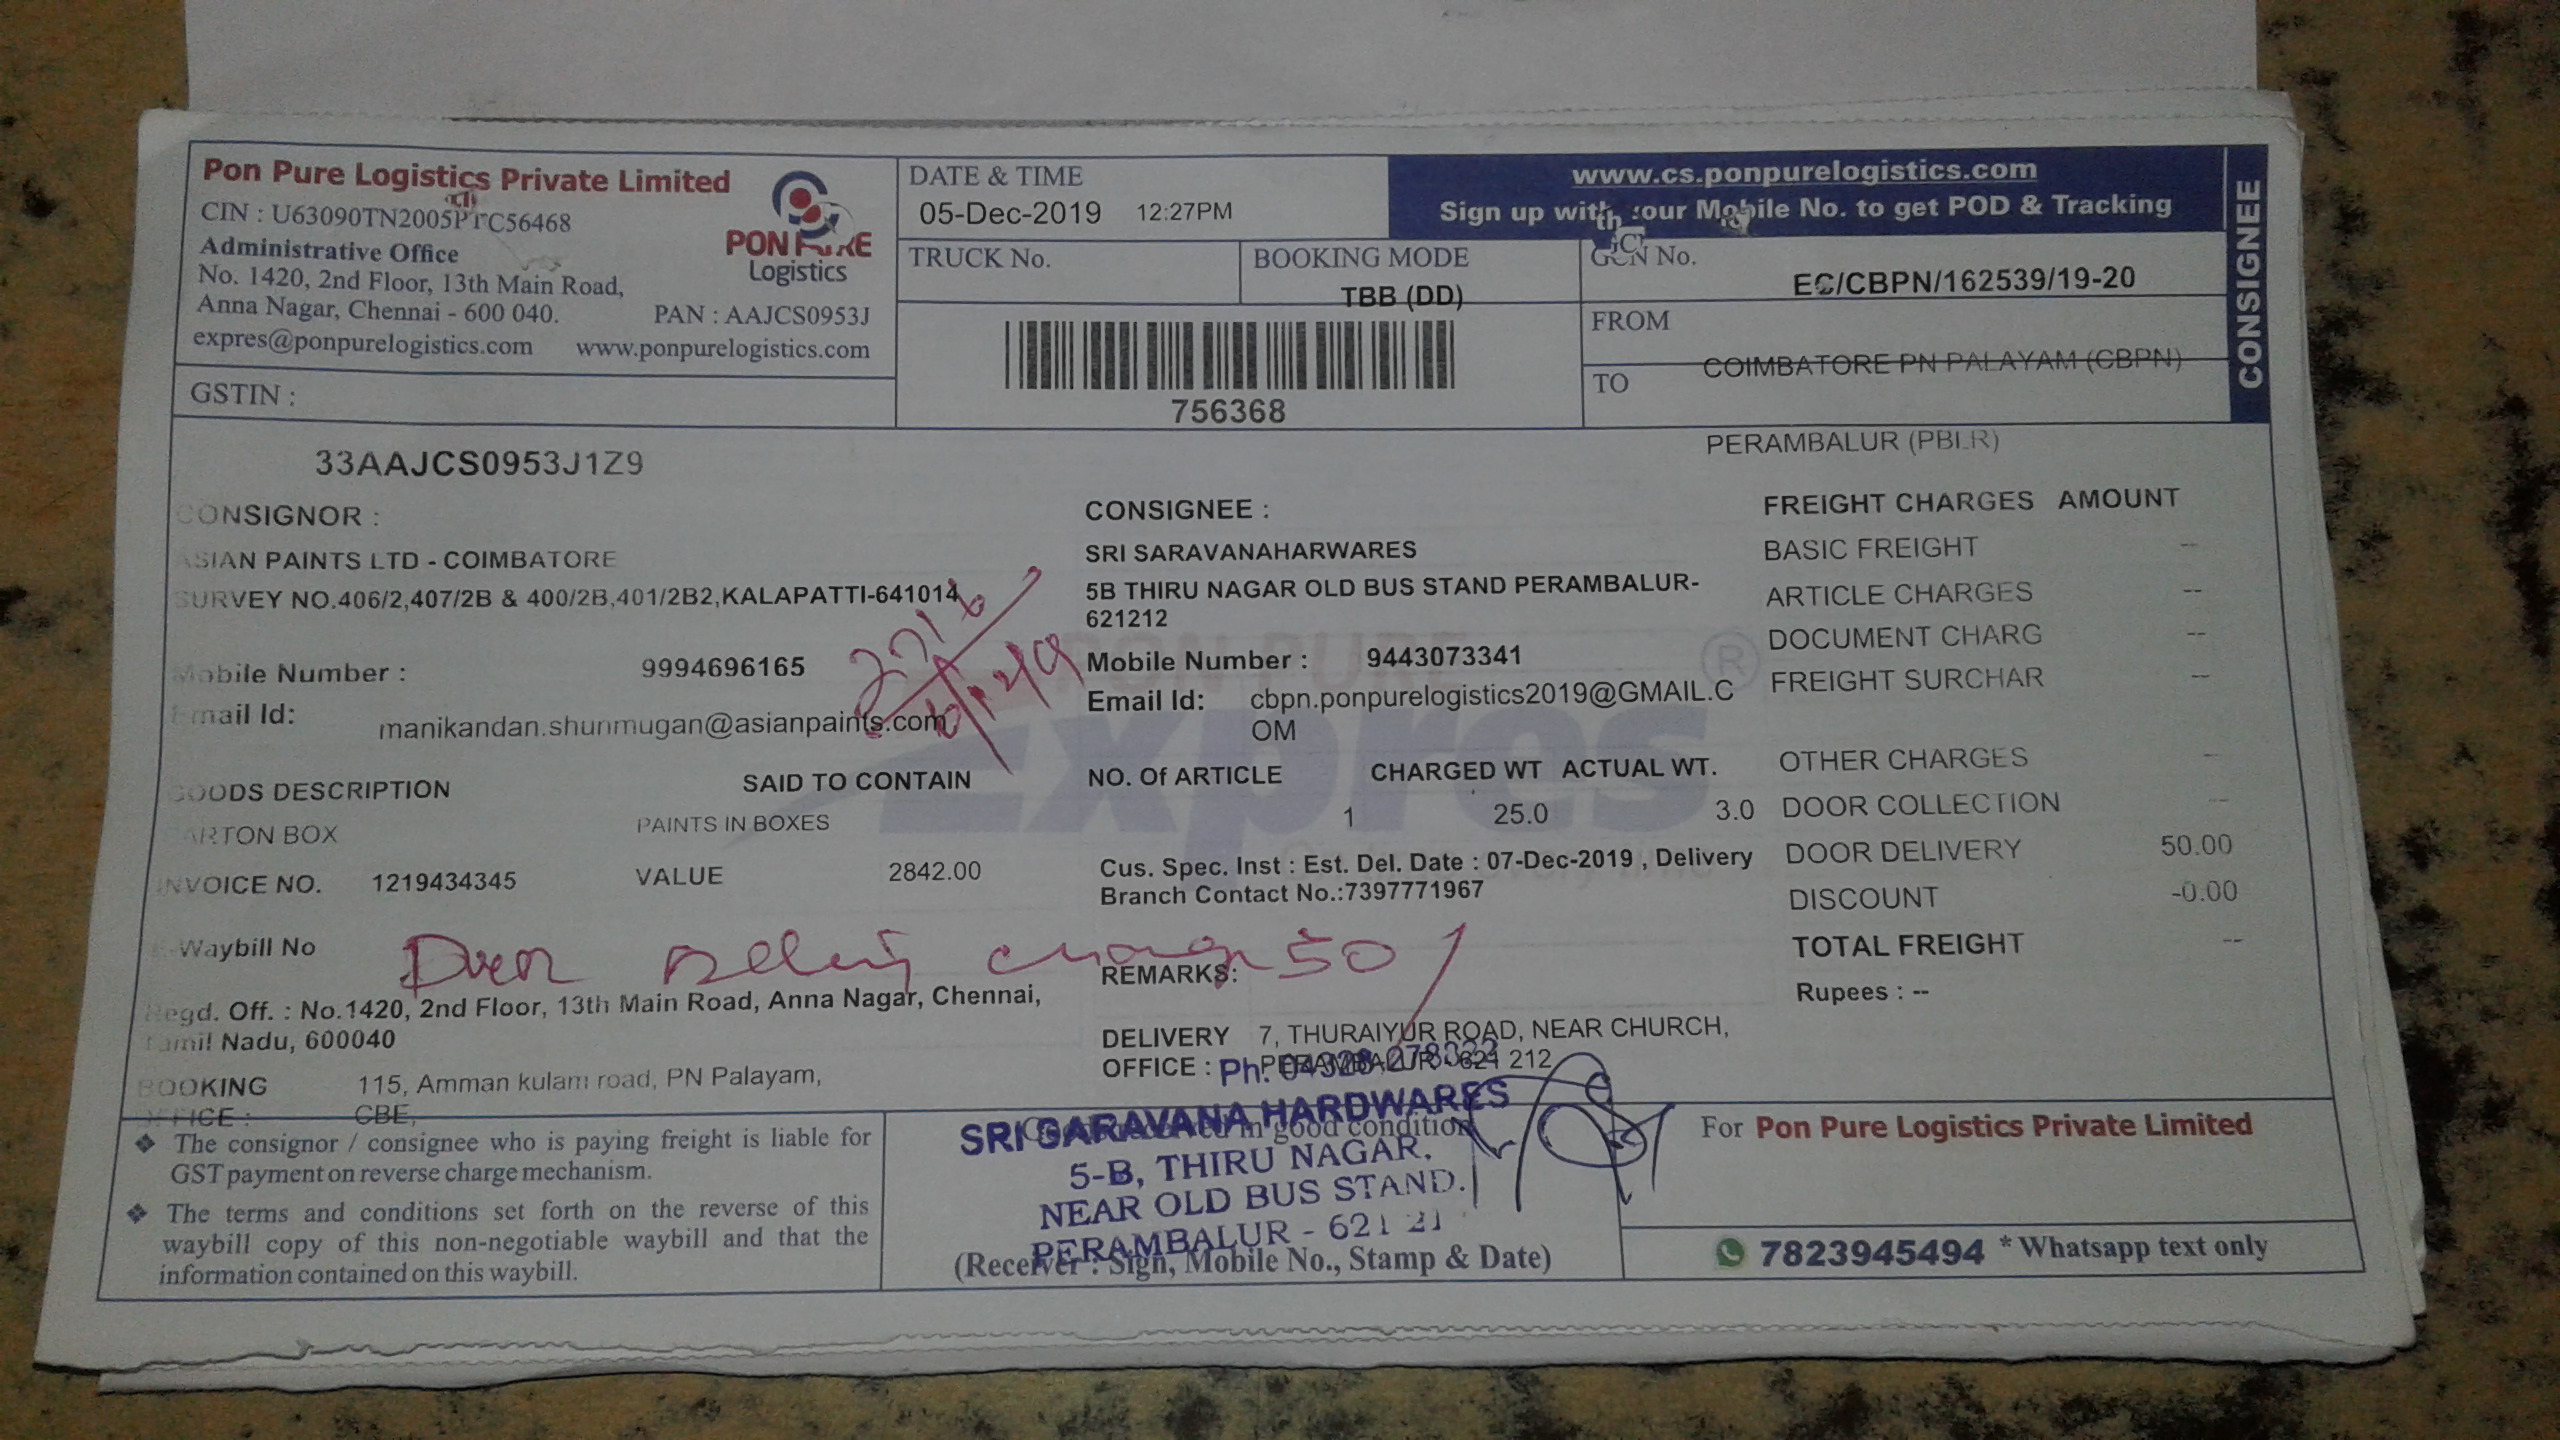 Pon Pure Logistics Private Limited
CIN : U63090TN2005PTC56468
Administrative Office
No. 1420, 2nd Floor, 13th Main Road,
Anna Nagar, Chennai - 600 040.
PAN : AAJCS0953J
expres@ponpurelogistics.com www.ponpurelogistics.com
PON PURE
Logistics
GSTIN :
33AAJCS0953J1Z9
DATE & TIME
05-Dec-2019 12:27PM
TRUCK No.
BOOKING MODE
TBB (DD)
756368
www.cs.ponpurelogistics.com
Sign up with your Mobile No. to get POD & Tracking
GCN No.
EC/CBPN/162539/19-20
FROM
COIMBATORE PN PALAYAM (CBPN)
TO
PERAMBALUR (PBLR)
CONSIGNEE
CONSIGNOR :
ASIAN PAINTS LTD - COIMBATORE
SURVEY NO.406/2,407/2B & 400/2B,401/2B2,KALAPATTI-641014
Mobile Number : 9994696165
Email Id: manikandan.shunmugan@asianpaints.com
CONSIGNEE :
SRI SARAVANAHARWARES
5B THIRU NAGAR OLD BUS STAND PERAMBALUR-
621212
Mobile Number : 9443073341
Email Id: cbpn.ponpurelogistics2019@GMAIL.C
OM
PON PURE
Expres ®
FREIGHT CHARGES AMOUNT
BASIC FREIGHT --
ARTICLE CHARGES --
DOCUMENT CHARG --
FREIGHT SURCHAR --
OTHER CHARGES --
DOOR COLLECTION --
DOOR DELIVERY 50.00
DISCOUNT -0.00
TOTAL FREIGHT --
Rupees : --
GOODS DESCRIPTION SAID TO CONTAIN
CARTON BOX PAINTS IN BOXES
INVOICE NO. 1219434345 VALUE 2842.00
NO. Of ARTICLE CHARGED WT ACTUAL WT.
1 25.0 3.0
Cus. Spec. Inst : Est. Del. Date : 07-Dec-2019 , Delivery
Branch Contact No.:7397771967
E-Waybill No
50/
REMARKS:
Regd. Off. : No.1420, 2nd Floor, 13th Main Road, Anna Nagar, Chennai,
Tamil Nadu, 600040
BOOKING 115, Amman kulam road, PN Palayam,
OFFICE : CBE,
DELIVERY 7, THURAIYUR ROAD, NEAR CHURCH,
OFFICE : PERAMBALUR - 621 212
❖ The consignor / consignee who is paying freight is liable for
GST payment on reverse charge mechanism.
❖ The terms and conditions set forth on the reverse of this
waybill copy of this non-negotiable waybill and that the
information contained on this waybill.
Ph:
SRI SARAVANA HARDWARES
in good condition
5-B, THIRU NAGAR,
NEAR OLD BUS STAND.
PERAMBALUR - 621 21
(Receiver : Sign, Mobile No., Stamp & Date)
For Pon Pure Logistics Private Limited
7823945494 * Whatsapp text only